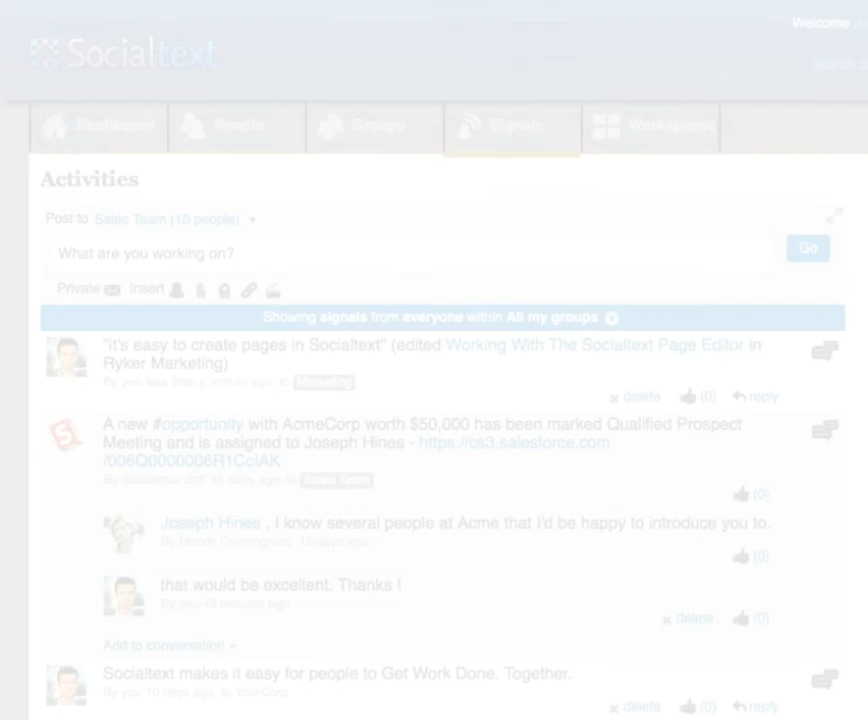 Welcome
Socialtext
Dashboard People Groups Signals Workspaces
Activities
Post to Sales Team (10 people) ▾
What are you working on?
Go
Private Insert
Showing signals from everyone within All my groups
"it's easy to create pages in Socialtext" (edited Working With The Socialtext Page Editor in
Ryker Marketing)
By you less than a minute ago to Marketing
x delete (0) reply
A new #opportunity with AcmeCorp worth $50,000 has been marked Qualified Prospect
Meeting and is assigned to Joseph Hines - https://cs3.salesforce.com
/006Q0000006R1CcIAK
By Salesforce Bot 10 days ago to Sales Team
(0)
Joseph Hines , I know several people at Acme that I'd be happy to introduce you to.
By Mandy Cunningham 10 days ago
(0)
that would be excellent. Thanks !
By you 18 minutes ago
x delete (0)
Add to conversation
Socialtext makes it easy for people to Get Work Done. Together.
By you 10 days ago to YourCorp
x delete (0) reply